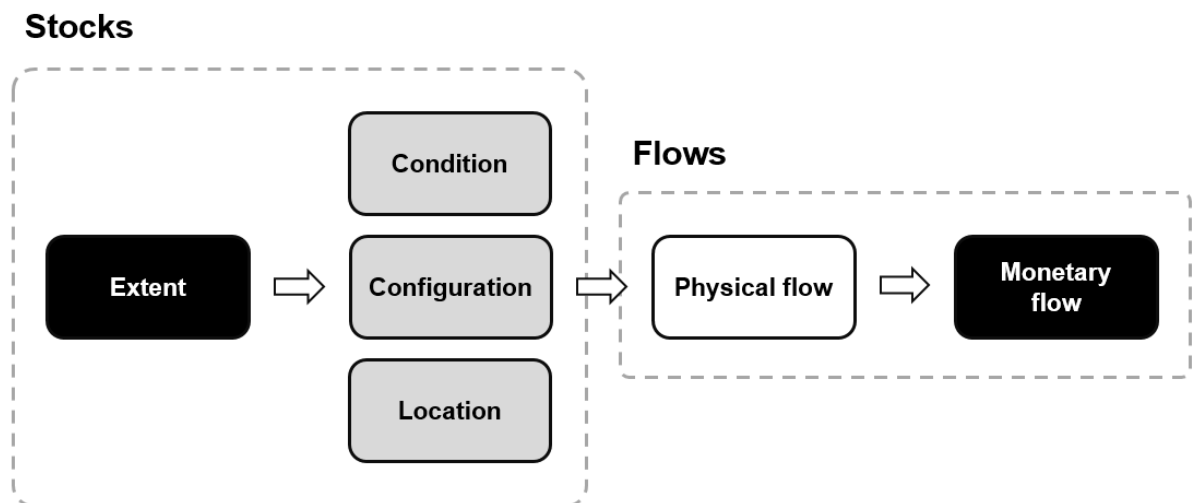 Stocks
Condition
Flows
Extent
Configuration
Physical flow
Monetary
flow
Location